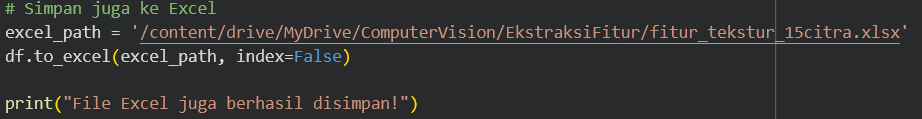 # Simpan juga ke Excel
excel_path = '/content/drive/MyDrive/ComputerVision/EkstraksiFitur/fitur_tekstur_15citra.xlsx'
df.to_excel(excel_path, index=False)

print("File Excel juga berhasil disimpan!")